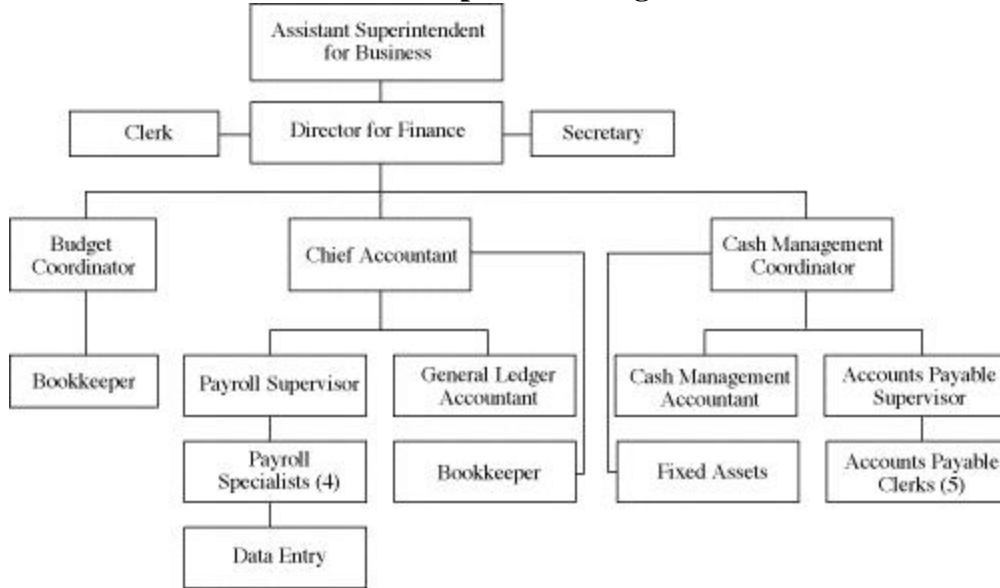 Assistant Superintendent
for Business
Clerk
Director for Finance
Secretary
Budget
Coordinator
Chief Accountant
Cash Management
Coordinator
Bookkeeper
Payroll Supervisor
General Ledger
Accountant
Cash Management
Accountant
Accounts Payable
Supervisor
Payroll
Specialists (4)
Bookkeeper
Fixed Assets
Accounts Payable
Clerks (5)
Data Entry